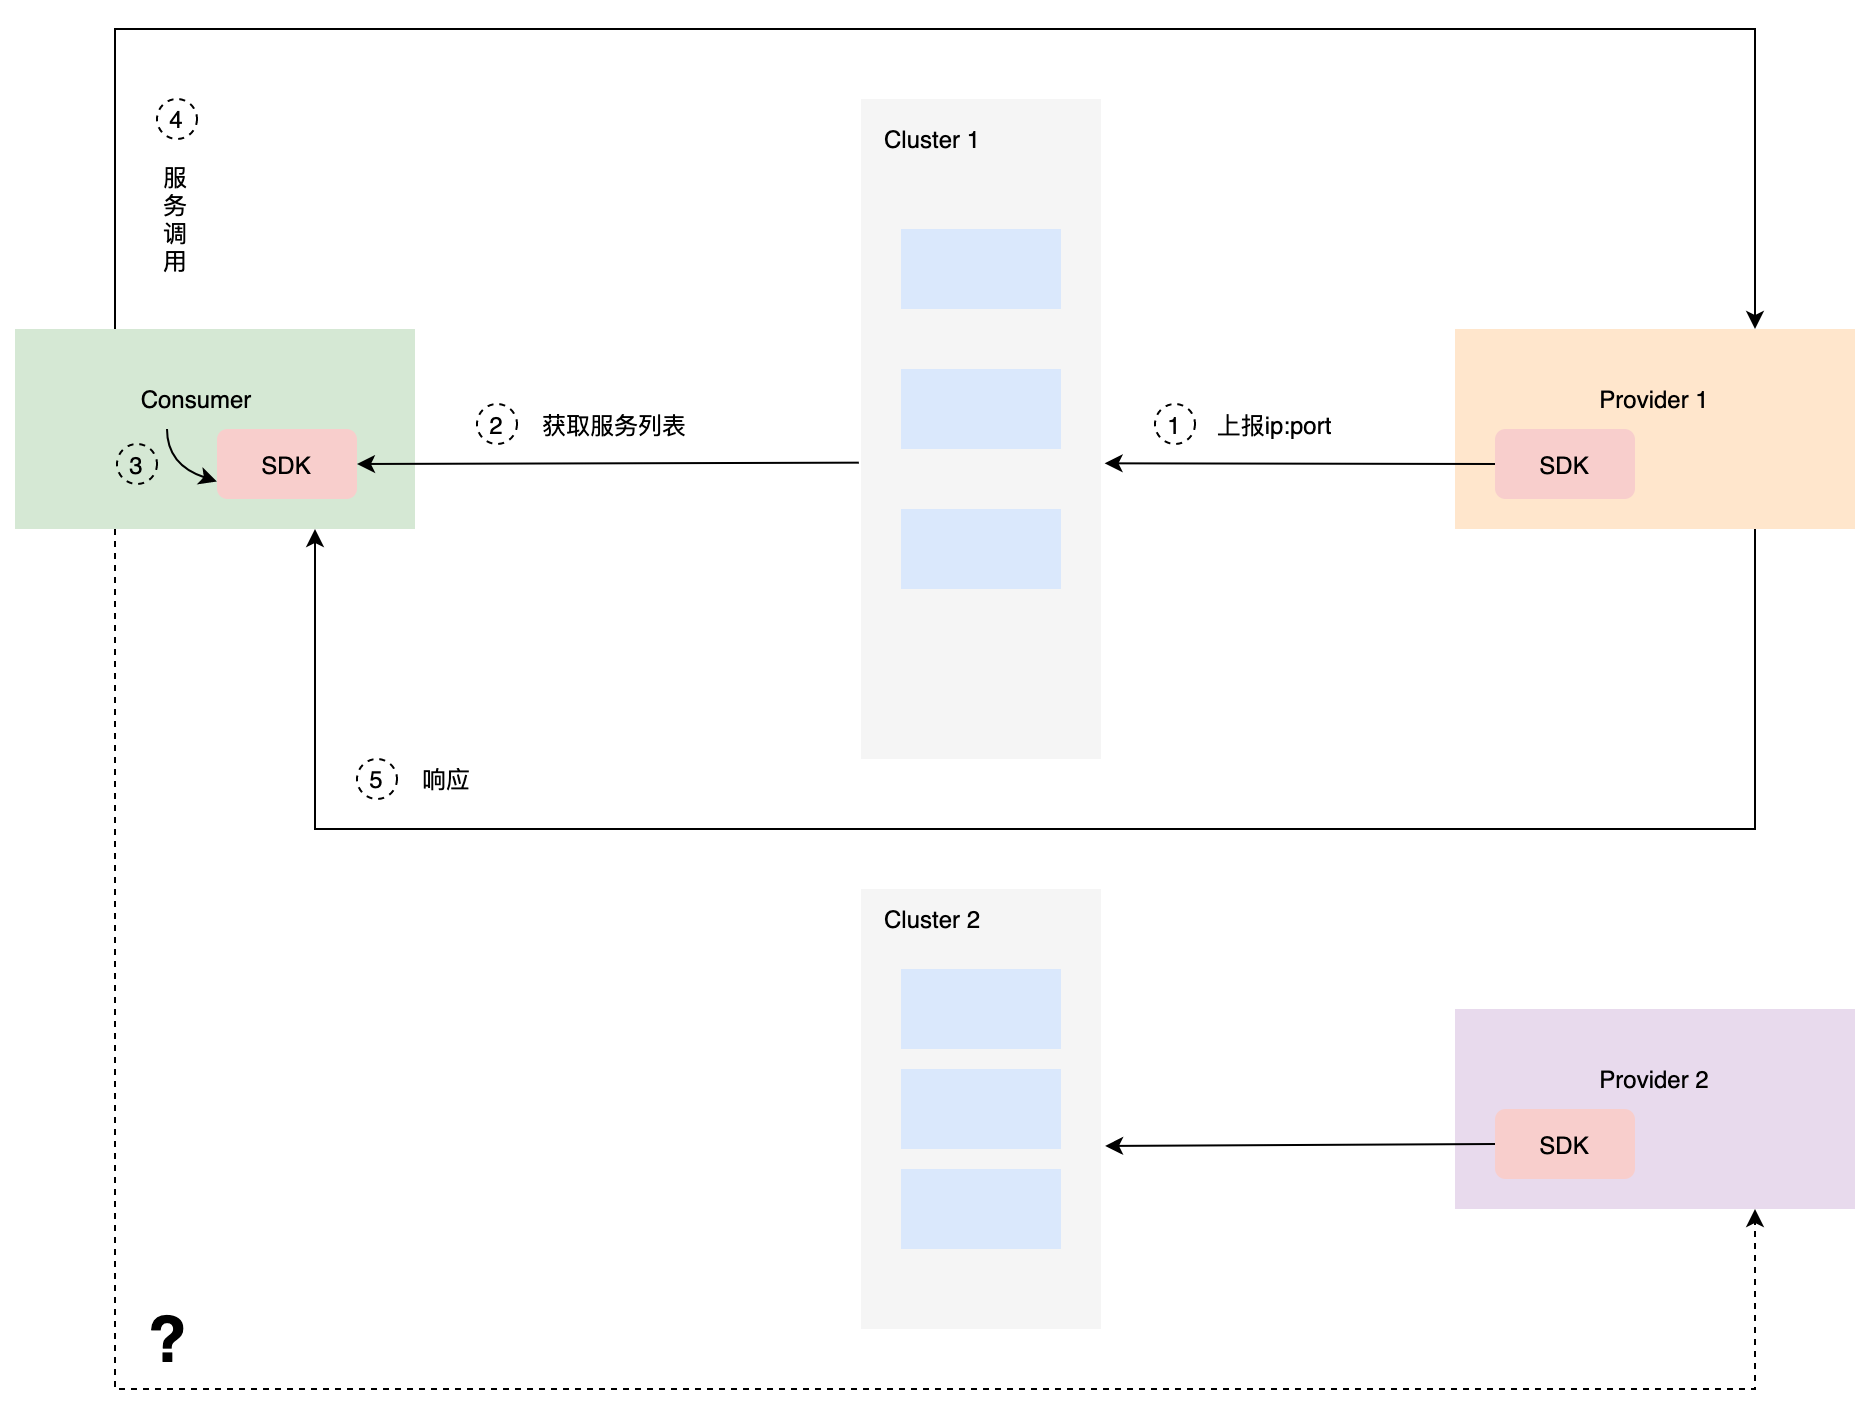 4
服
务
调
用
Cluster 1
Consumer
3
SDK
2 获取服务列表
1 上报ip:port
Provider 1
SDK
5 响应
Cluster 2
Provider 2
SDK
?